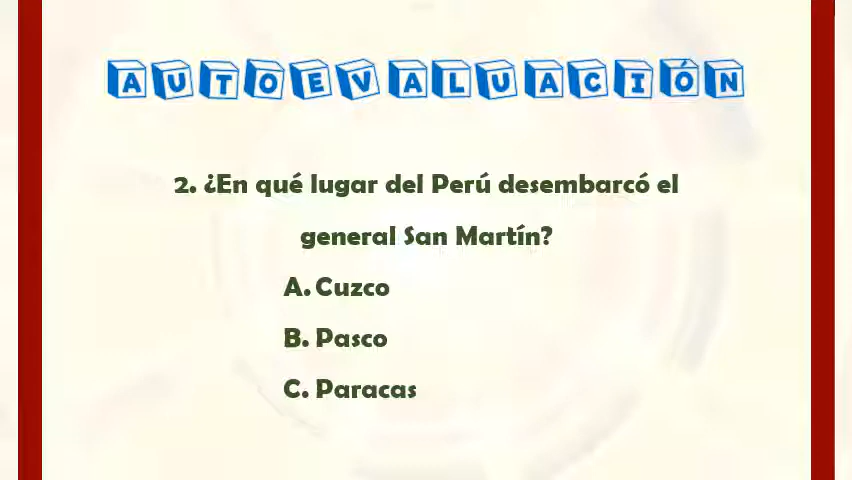 AUTOEVALUACIÓN
2. ¿En qué lugar del Perú desembarcó el
general San Martín?
A. Cuzco
B. Pasco
C. Paracas